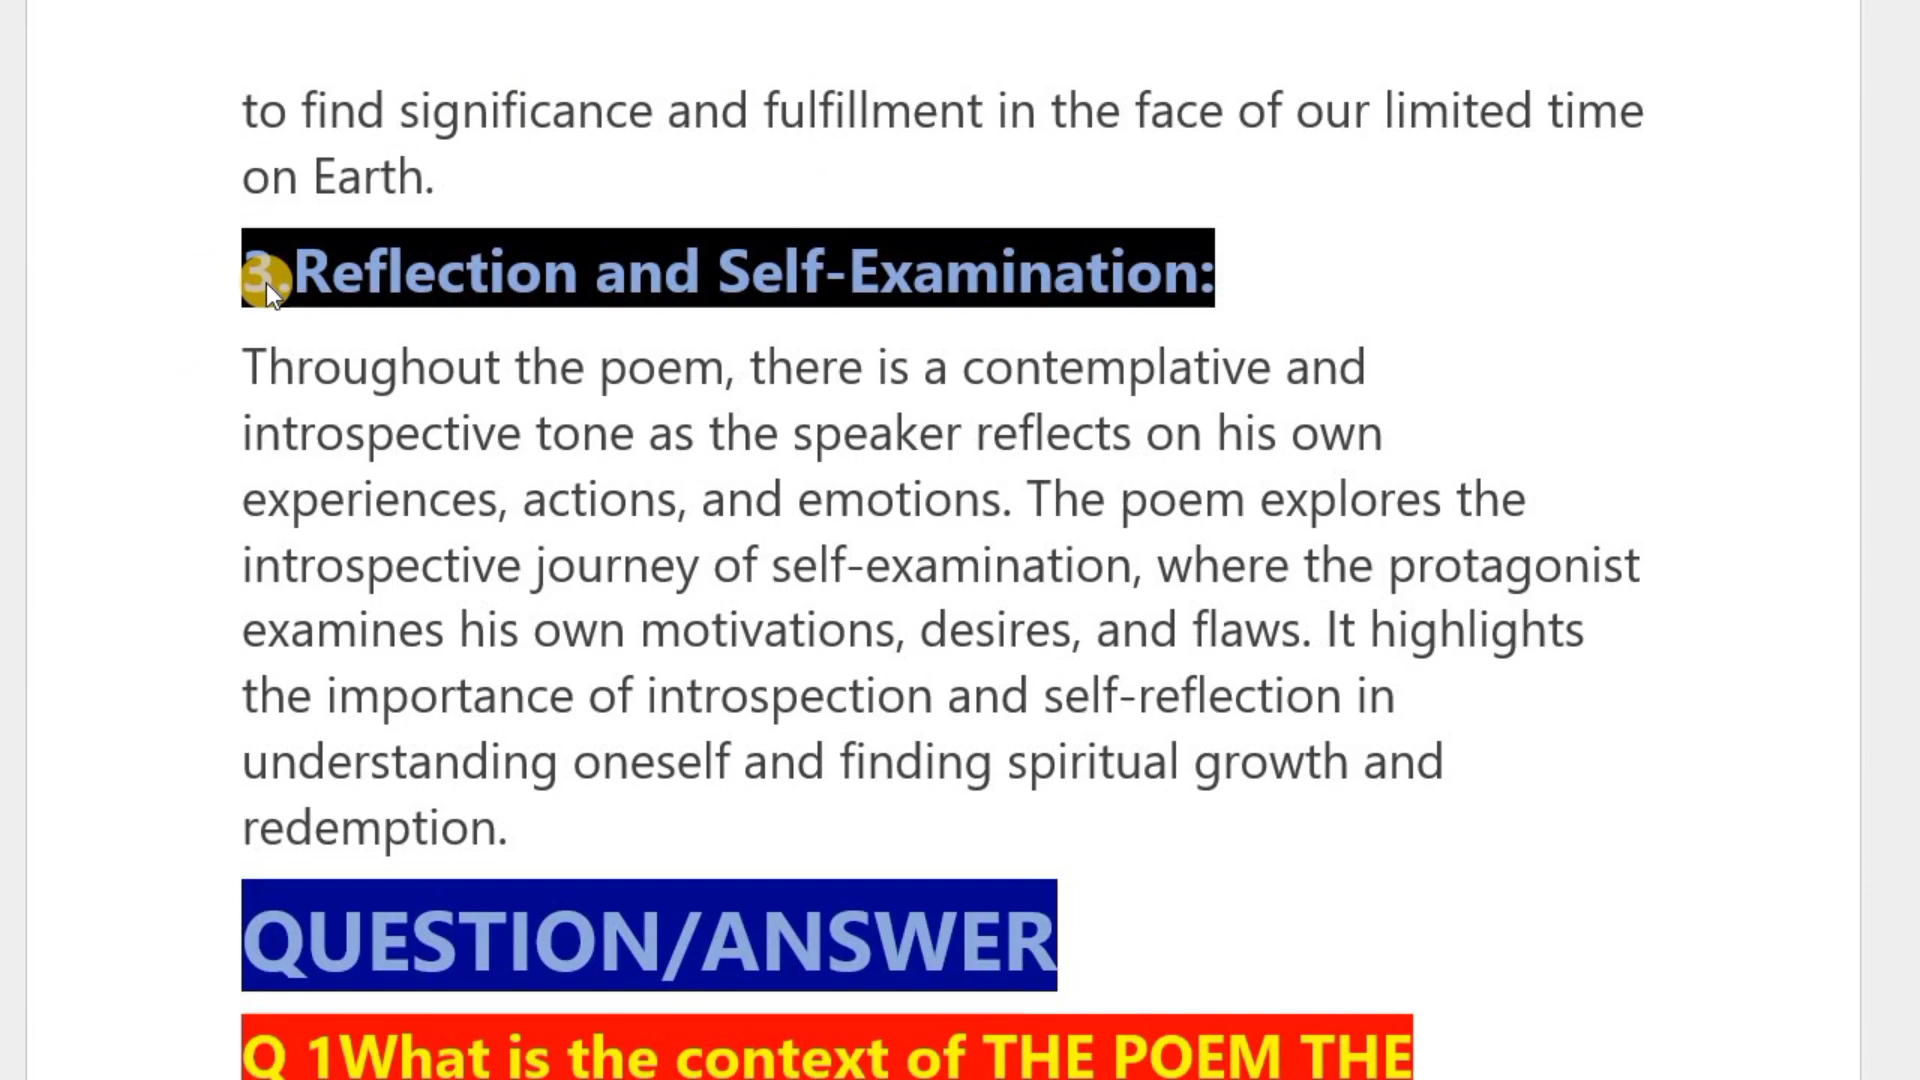 to find significance and fulfillment in the face of our limited time
on Earth.
3.Reflection and Self-Examination:
Throughout the poem, there is a contemplative and
introspective tone as the speaker reflects on his own
experiences, actions, and emotions. The poem explores the
introspective journey of self-examination, where the protagonist
examines his own motivations, desires, and flaws. It highlights
the importance of introspection and self-reflection in
understanding oneself and finding spiritual growth and
redemption.
QUESTION/ANSWER
Q 1What is the context of THE POEM THE